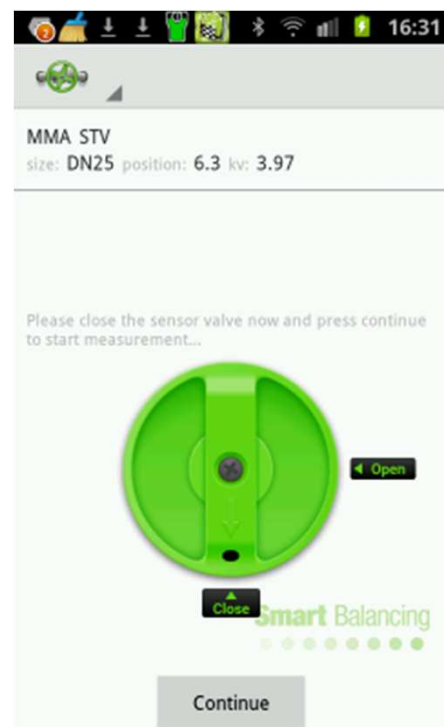 2
16:31
MMA STV
size: DN25 position: 6.3 kv: 3.97
Please close the sensor valve now and press continue
to start measurement...
Open
Close
Smart Balancing
Continue